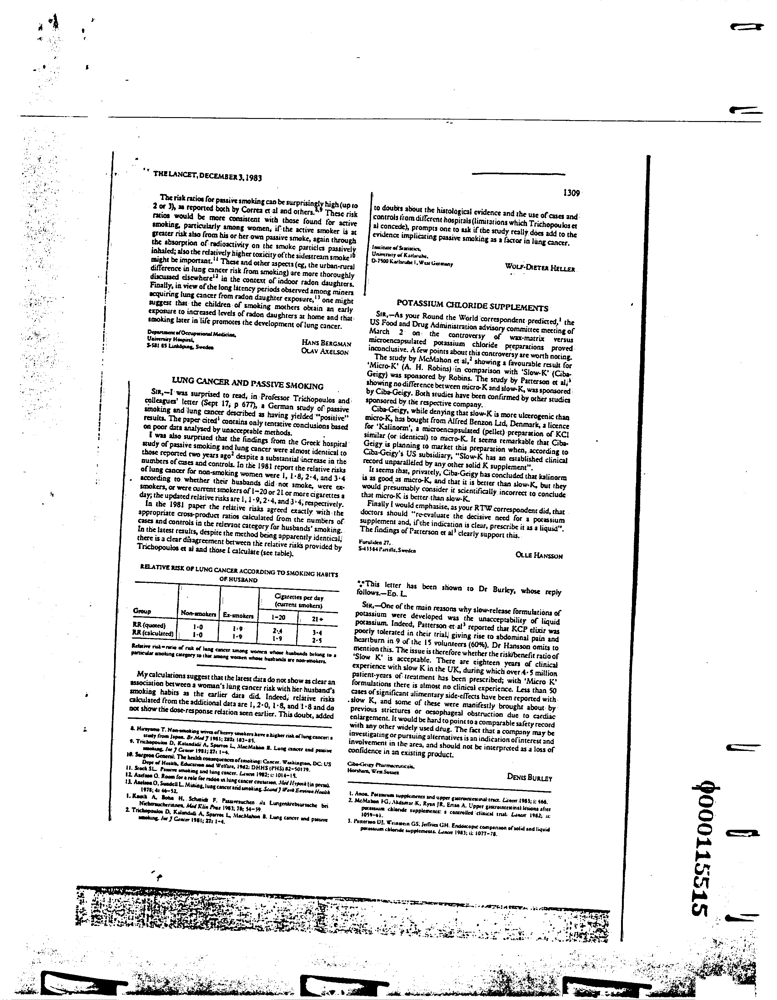 THE LANCET, DECEMBER 3, 1983
1309
The risk ratios for passive smoking can be surprisingly high (up to
2 or 3), as reported both by Correa et al and others. These risk
ratios would be more consistent with those found for active
smoking, particularly among women, if the active smoker is at
greater risk also from his or her own passive smoke, again through
the absorption of radioactivity on the smoke particles passively
inhaled; also the relatively higher toxicity of the sidestream smoke¹⁰
might be important.¹¹ These and other aspects (eg, the urban-rural
difference in lung cancer risk from smoking) are more thoroughly
discussed elsewhere¹² in the context of indoor radon daughters.
Finally, in view of the long latency periods observed among miners
acquiring lung cancer from radon daughter exposure,¹³ one might
suggest that the children of smoking mothers obtain an early
exposure to increased levels of radon daughters at home and that
smoking later in life promotes the development of lung cancer.
Department of Occupational Medicine,
University Hospital,
S-581 85 Linköping, Sweden
HANS BERGMAN
OLAV AXELSON
LUNG CANCER AND PASSIVE SMOKING
SIR,—I was surprised to read, in Professor Trichopoulos and
colleagues' letter (Sept 17, p 677), a German study of passive
smoking and lung cancer described as having yielded "positive"
results. The paper cited¹ contains only tentative conclusions based
on poor data analysed by unacceptable methods.
I was also surprised that the findings from the Greek hospital
study of passive smoking and lung cancer were almost identical to
those reported two years ago² despite a substantial increase in the
numbers of cases and controls. In the 1981 report the relative risks
of lung cancer for non-smoking women were 1, 1·8, 2·4, and 3·4
according to whether their husbands did not smoke, were ex-
smokers, or were current smokers of 1–20 or 21 or more cigarettes a
day; the updated relative risks are 1, 1·9, 2·4, and 3·4, respectively.
In the 1981 paper the relative risks agreed exactly with the
appropriate cross-product ratios calculated from the numbers of
cases and controls in the relevant category for husbands' smoking.
In the latest results, despite the method being apparently identical,
there is a clear disagreement between the relative risks provided by
Trichopoulos et al and those I calculate (see table).
RELATIVE RISK OF LUNG CANCER ACCORDING TO SMOKING HABITS
OF HUSBAND
Cigarettes per day
(current smokers)
Group Non-smokers Ex-smokers 1–20 21+
RR (quoted) 1·0 1·9 2·4 3·4
RR (calculated) 1·0 1·9 1·9 2·5
Relative risk=ratio of risk of lung cancer among women whose husbands belong to a
particular smoking category to that among women whose husbands are non-smokers.
My calculations suggest that the latest data do not show as clear an
association between a woman's lung cancer risk with her husband's
smoking habits as the earlier data did. Indeed, relative risks
calculated from the additional data are 1, 2·0, 1·8, and 1·8 and do
not show the dose-response relation seen earlier. This doubt, added
8. Hirayama T. Non-smoking wives of heavy smokers have a higher risk of lung cancer: a
study from Japan. Br Med J 1981; 282: 183–85.
9. Trichopoulos D, Kalandidi A, Sparros L, MacMahon B. Lung cancer and passive
smoking. Int J Cancer 1981; 27: 1–4.
10. Surgeon General. The health consequences of smoking: Cancer. Washington, DC: US
Dept of Health, Education and Welfare, 1982: DHHS (PHS) 82–50179.
11. Stock SL. Passive smoking and lung cancer. Lancet 1982; i: 1014–15.
12. Axelson O. Room for a role for radon in lung cancer causation. Med Hypoth (in press).
13. Axelson O, Sundell L. Mining, lung cancer and smoking. Scand J Work Environ Health
1978; 4: 46–52.
1. Knoth A, Bohn H, Schmidt F. Passivrauchen als Lungenkrebsursache bei
Nichtraucherinnen. Med Klin Prax 1983; 78: 54–59.
2. Trichopoulos D, Kalandidi A, Sparros L, MacMahon B. Lung cancer and passive
smoking. Int J Cancer 1981; 27: 1–4.
to doubts about the histological evidence and the use of cases and
controls from different hospitals (limitations which Trichopoulos et
al concede), prompts one to ask if the study really does add to the
evidence implicating passive smoking as a factor in lung cancer.
Institute of Statistics,
University of Karlsruhe,
D-7500 Karlsruhe 1, West Germany
WOLF-DIETER HELLER
POTASSIUM CHLORIDE SUPPLEMENTS
SIR,—As your Round the World correspondent predicted,¹ the
US Food and Drug Administration advisory committee meeting of
March 2 on the controversy of wax-matrix versus
microencapsulated potassium chloride preparations proved
inconclusive. A few points about this controversy are worth noting.
The study by McMahon et al,² showing a favourable result for
'Micro-K' (A. H. Robins) in comparison with 'Slow-K' (Ciba-
Geigy) was sponsored by Robins. The study by Patterson et al,³
showing no difference between micro-K and slow-K, was sponsored
by Ciba-Geigy. Both studies have been confirmed by other studies
sponsored by the respective company.
Ciba-Geigy, while denying that slow-K is more ulcerogenic than
micro-K, has bought from Alfred Benzon Ltd, Denmark, a licence
for 'Kalinorm', a microencapsulated (pellet) preparation of KCl
similar (or identical) to micro-K. It seems remarkable that Ciba-
Geigy is planning to market this preparation when, according to
Ciba-Geigy's US subsidiary, "Slow-K has an established clinical
record unparalleled by any other solid K supplement".
It seems that, privately, Ciba-Geigy has concluded that kalinorm
is as good as micro-K, and that it is better than slow-K, but they
would presumably consider it scientifically incorrect to conclude
that micro-K is better than slow-K.
Finally I would emphasise, as your RTW correspondent did, that
doctors should "re-evaluate the decisive need for a potassium
supplement and, if the indication is clear, prescribe it as a liquid".
The findings of Patterson et al³ clearly support this.
Furuliden 27,
S-43364 Partille, Sweden
OLLE HANSSON
*⁎*This letter has been shown to Dr Burley, whose reply
follows.—ED. L.
SIR,—One of the main reasons why slow-release formulations of
potassium were developed was the unacceptability of liquid
potassium. Indeed, Patterson et al³ reported that KCP elixir was
poorly tolerated in their trial, giving rise to abdominal pain and
heartburn in 9 of the 15 volunteers (60%). Dr Hansson omits to
mention this. The issue is therefore whether the risk/benefit ratio of
'Slow K' is acceptable. There are eighteen years of clinical
experience with slow K in the UK, during which over 4·5 million
patient-years of treatment has been prescribed; with 'Micro K'
formulations there is almost no clinical experience. Less than 50
cases of significant alimentary side-effects have been reported with
slow K, and some of these were manifestly brought about by
previous strictures or oesophageal obstruction due to cardiac
enlargement. It would be hard to point to a comparable safety record
with any other widely used drug. The fact that a company may be
investigating or pursuing alternatives is an indication of interest and
involvement in the area, and should not be interpreted as a loss of
confidence in an existing product.
Ciba-Geigy Pharmaceuticals,
Horsham, West Sussex
DENIS BURLEY
1. Anon. Potassium supplements and upper gastrointestinal tract. Lancet 1983; i: 466.
2. McMahon FG, Akdamar K, Ryan JR, Ertan A. Upper gastrointestinal lesions after
potassium chloride supplements: a controlled clinical trial. Lancet 1982; ii:
1059–61.
3. Patterson DJ, Weinstein GS, Jeffries GH. Endoscopic comparison of solid and liquid
potassium chloride supplements. Lancet 1983; ii: 1077–78.
000115515